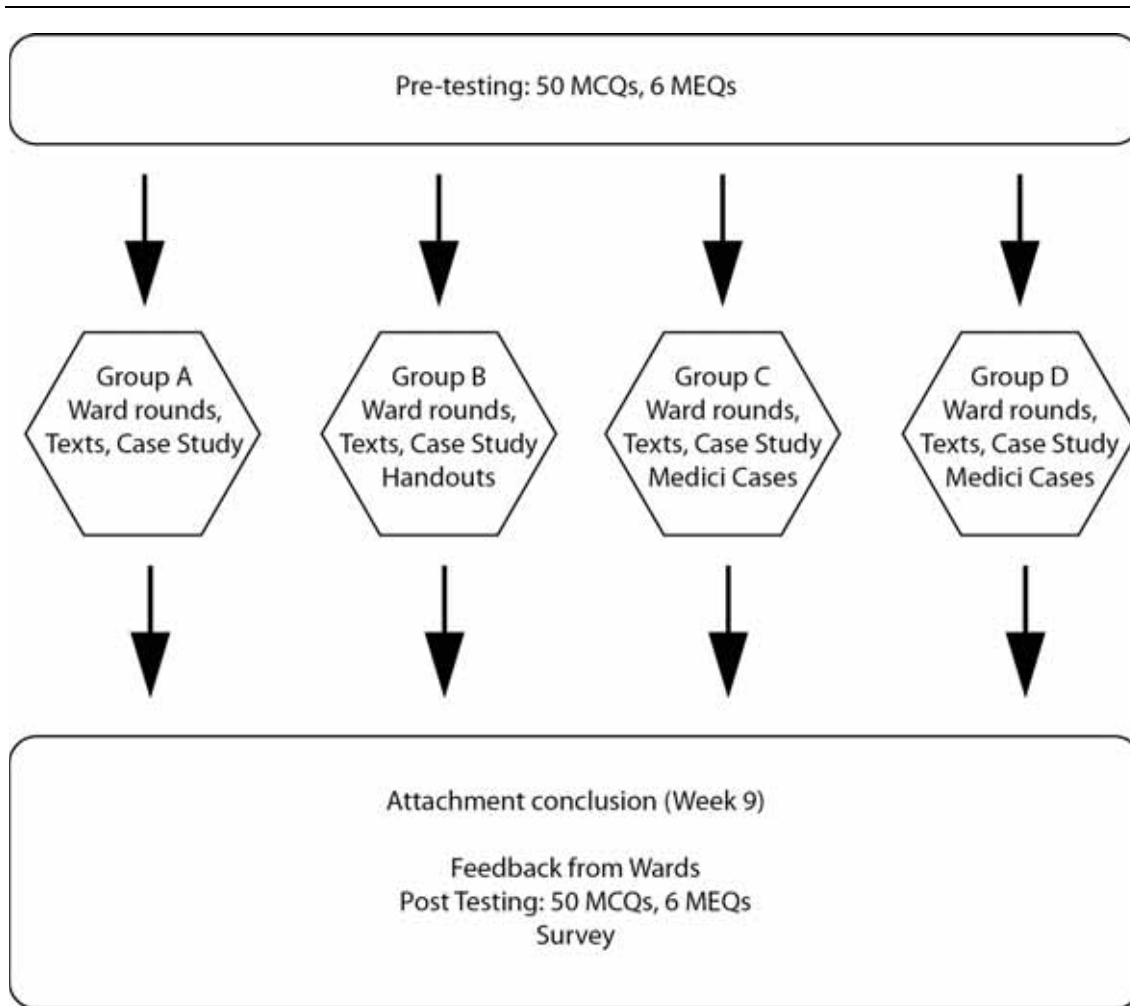 Pre-testing: 50 MCQs, 6 MEQs
Group A
Ward rounds,
Texts, Case Study
Group B
Ward rounds,
Texts, Case Study
Handouts
Group C
Ward rounds,
Texts, Case Study
Medici Cases
Group D
Ward rounds,
Texts, Case Study
Medici Cases
Attachment conclusion (Week 9)
Feedback from Wards
Post Testing: 50 MCQs, 6 MEQs
Survey